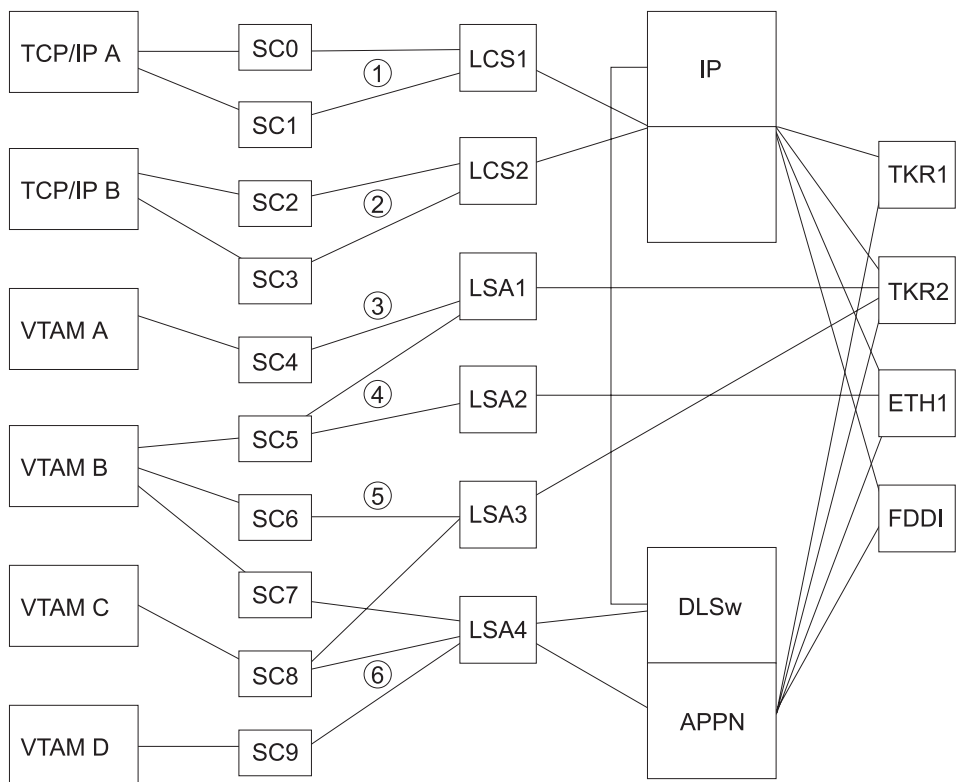 TCP/IP A
SC0
①
LCS1
IP
SC1
TCP/IP B
SC2
②
LCS2
TKR1
SC3
VTAM A
③
LSA1
TKR2
SC4
④
LSA2
ETH1
VTAM B
SC5
⑤
SC6
LSA3
FDDI
VTAM C
SC7
LSA4
DLSw
SC8
⑥
VTAM D
SC9
APPN